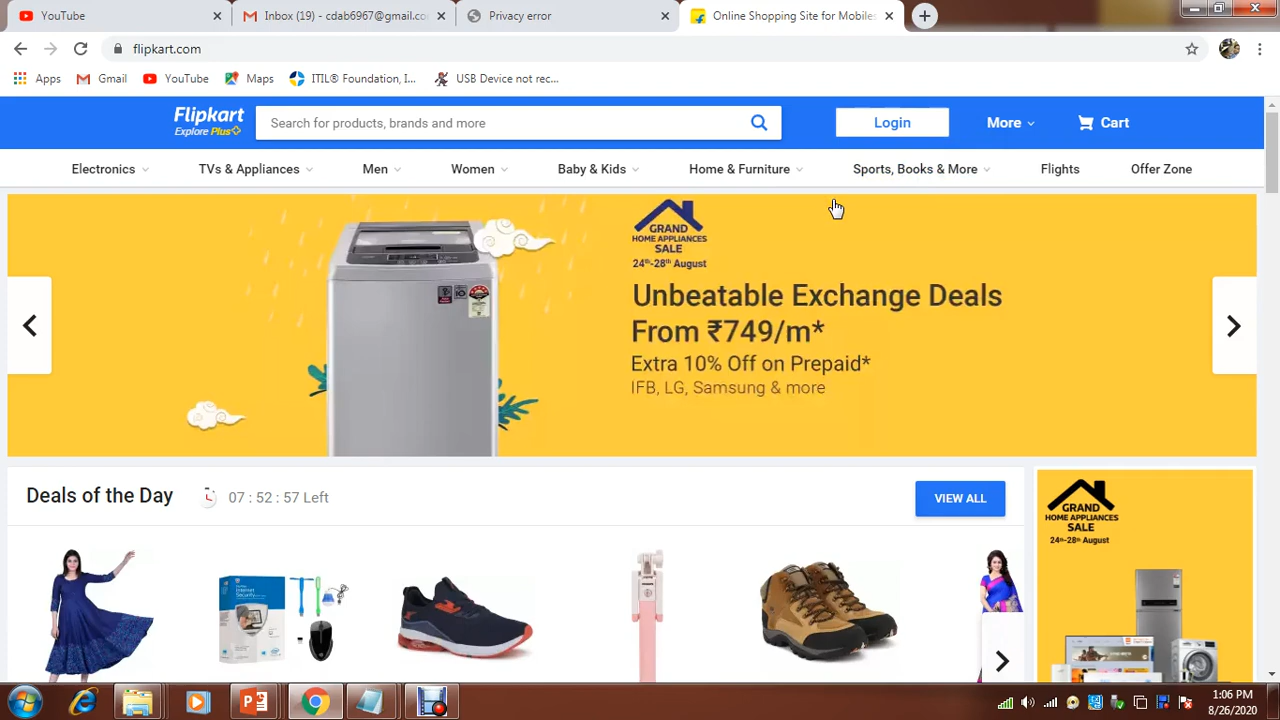 YouTube
Inbox (19) - cdab6967@gmail.co
Privacy error
Online Shopping Site for Mobiles
flipkart.com
Apps
Gmail
YouTube
Maps
ITIL® Foundation, I...
USB Device not rec...
Flipkart
Explore Plus
Search for products, brands and more
Login
More
Cart
Electronics
TVs & Appliances
Men
Women
Baby & Kids
Home & Furniture
Sports, Books & More
Flights
Offer Zone
GRAND
HOME APPLIANCES
SALE
24th-28th August
Unbeatable Exchange Deals
From ₹749/m*
Extra 10% Off on Prepaid*
IFB, LG, Samsung & more
Deals of the Day
07 : 52 : 57 Left
VIEW ALL
GRAND
HOME APPLIANCES
SALE
24th-28th August
1:06 PM
8/26/2020